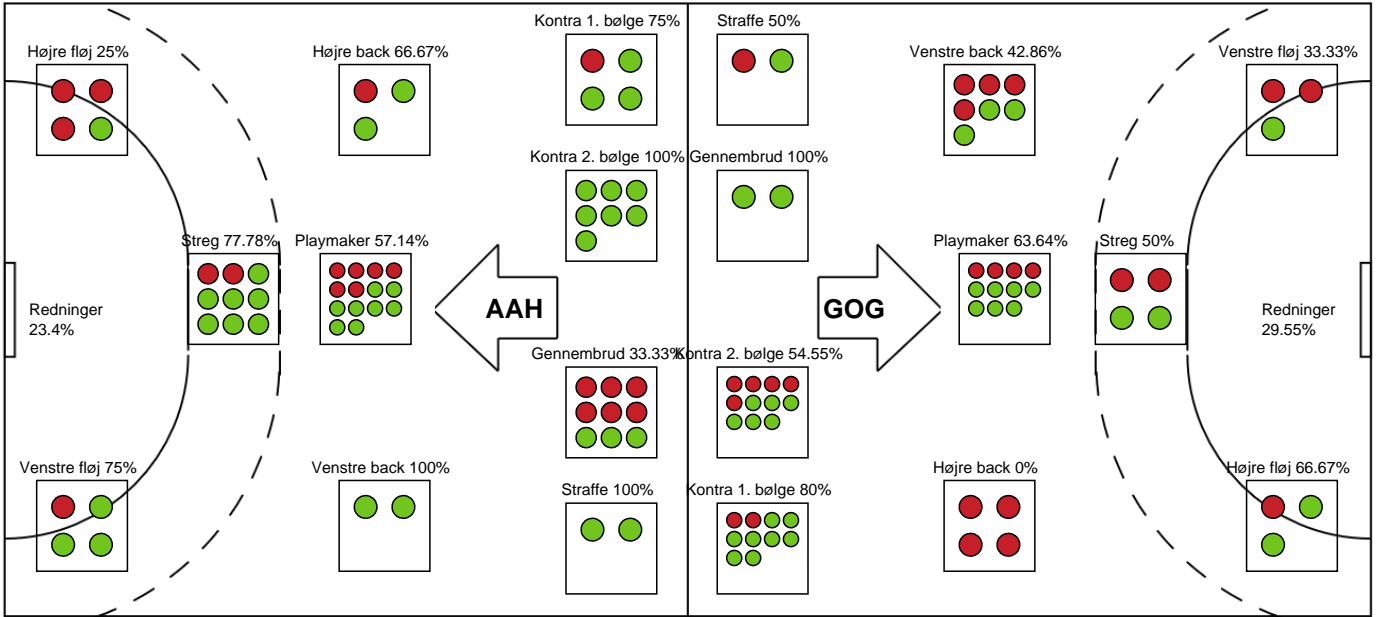 Kontra 1. bølge 75%
Straffe 50%
Højre fløj 25%
Højre back 66.67%
Venstre back 42.86%
Venstre fløj 33.33%
Kontra 2. bølge 100%
Gennembrud 100%
Streg 77.78%
Playmaker 57.14%
Playmaker 63.64%
Streg 50%
Redninger
23.4%
AAH
GOG
Redninger
29.55%
Gennembrud 33.33%
Kontra 2. bølge 54.55%
Venstre fløj 75%
Venstre back 100%
Straffe 100%
Kontra 1. bølge 80%
Højre back 0%
Højre fløj 66.67%